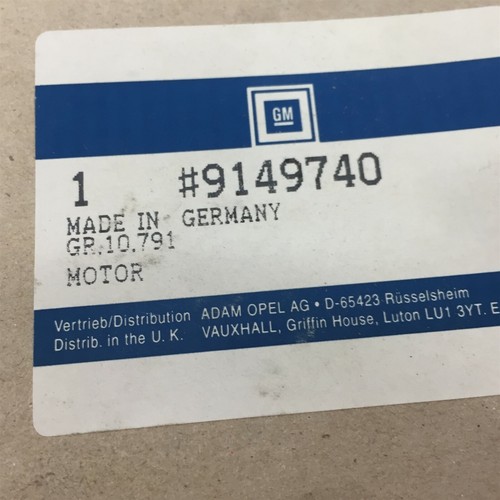 GM
1 #9149740
MADE IN GERMANY
GR.10.791
MOTOR
Vertrieb/Distribution ADAM OPEL AG • D-65423 Rüsselsheim
Distrib. in the U. K. VAUXHALL, Griffin House, Luton LU1 3YT. E